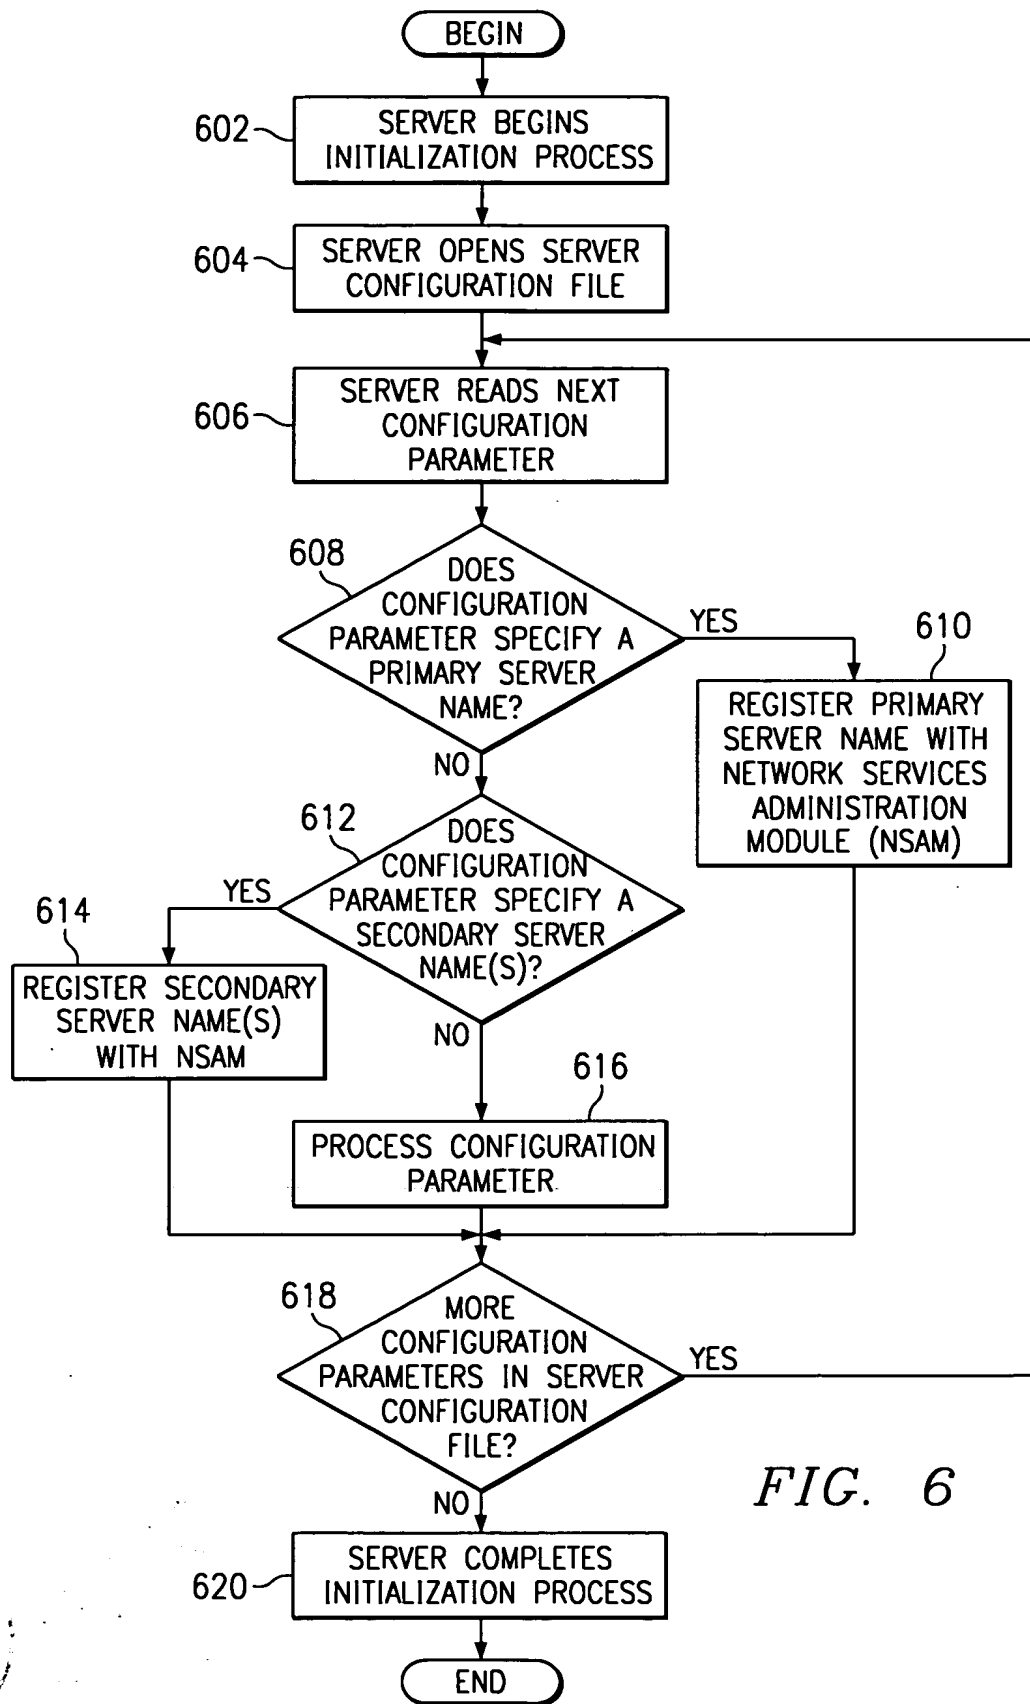 BEGIN
602
SERVER BEGINS
INITIALIZATION PROCESS
604
SERVER OPENS SERVER
CONFIGURATION FILE
606
SERVER READS NEXT
CONFIGURATION
PARAMETER
608
DOES
CONFIGURATION
PARAMETER SPECIFY A
PRIMARY SERVER
NAME?
YES
610
REGISTER PRIMARY
SERVER NAME WITH
NETWORK SERVICES
ADMINISTRATION
MODULE (NSAM)
NO
612
DOES
CONFIGURATION
PARAMETER SPECIFY A
SECONDARY SERVER
NAME(S)?
YES
614
REGISTER SECONDARY
SERVER NAME(S)
WITH NSAM
NO
616
PROCESS CONFIGURATION
PARAMETER
618
MORE
CONFIGURATION
PARAMETERS IN SERVER
CONFIGURATION
FILE?
YES
FIG. 6
NO
620
SERVER COMPLETES
INITIALIZATION PROCESS
END